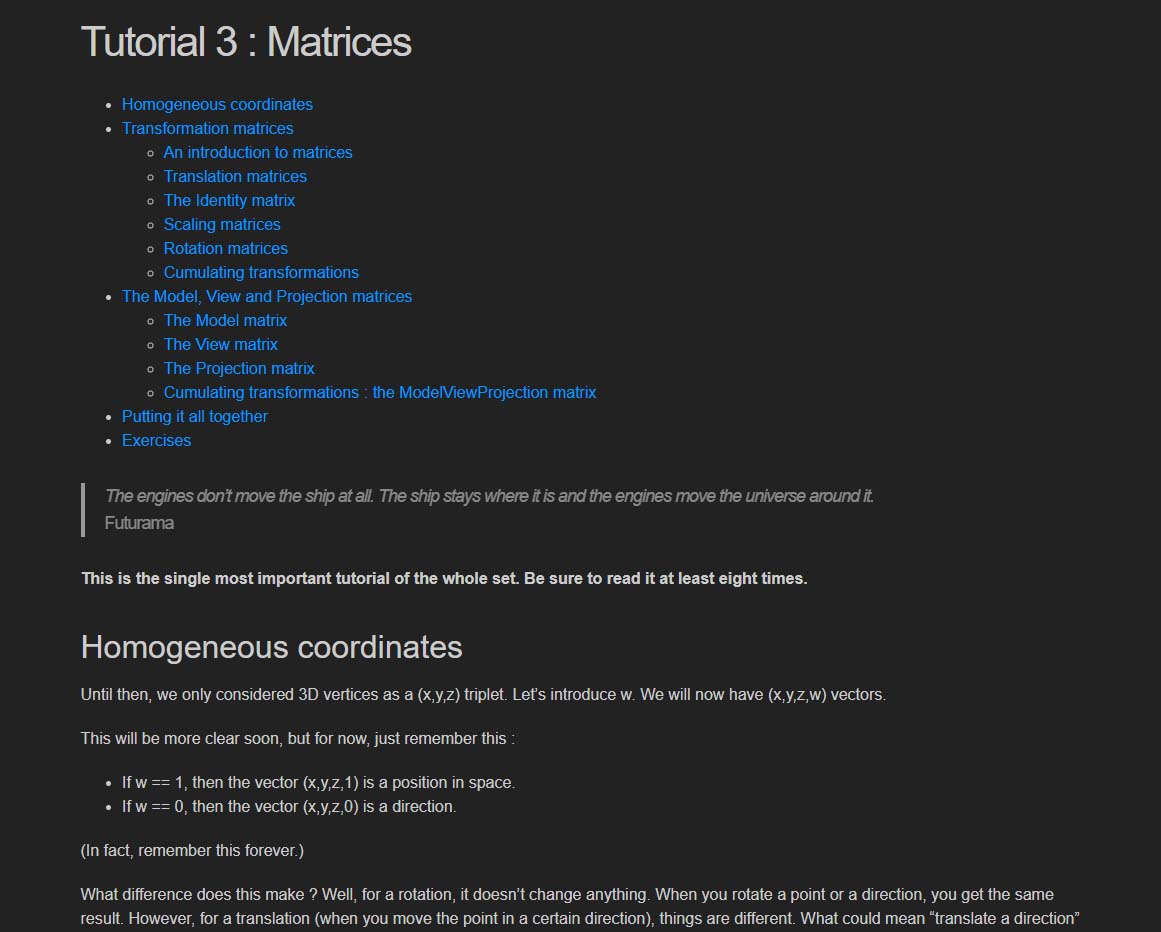 Tutorial 3 : Matrices
Homogeneous coordinates
Transformation matrices
An introduction to matrices
Translation matrices
The Identity matrix
Scaling matrices
Rotation matrices
Cumulating transformations
The Model, View and Projection matrices
The Model matrix
The View matrix
The Projection matrix
Cumulating transformations : the ModelViewProjection matrix
Putting it all together
Exercises
The engines don’t move the ship at all. The ship stays where it is and the engines move the universe around it.
Futurama
This is the single most important tutorial of the whole set. Be sure to read it at least eight times.
Homogeneous coordinates
Until then, we only considered 3D vertices as a (x,y,z) triplet. Let’s introduce w. We will now have (x,y,z,w) vectors.
This will be more clear soon, but for now, just remember this :
If w == 1, then the vector (x,y,z,1) is a position in space.
If w == 0, then the vector (x,y,z,0) is a direction.
(In fact, remember this forever.)
What difference does this make ? Well, for a rotation, it doesn’t change anything. When you rotate a point or a direction, you get the same
result. However, for a translation (when you move the point in a certain direction), things are different. What could mean “translate a direction”